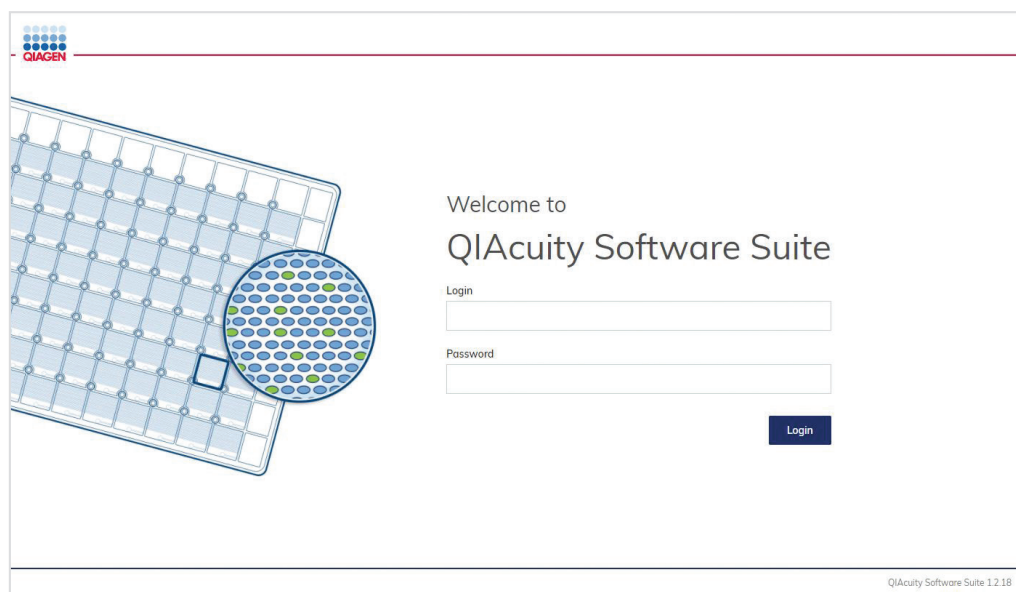 QIAGEN
Welcome to
QIAcuity Software Suite
Login
Password
Login
QIAcuity Software Suite 1.2.18